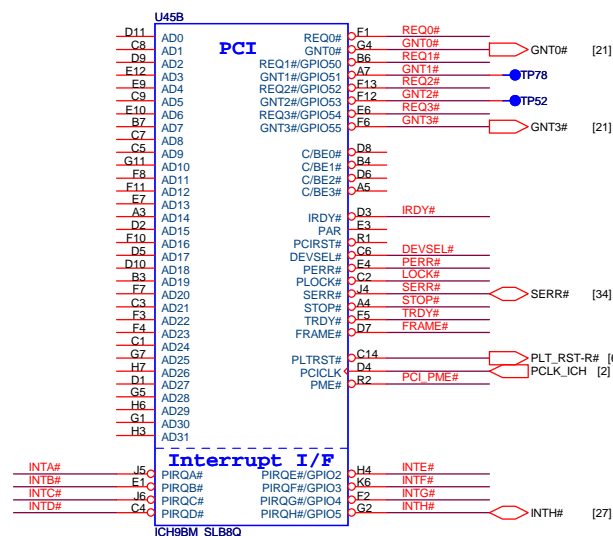 U45B
PCI
D11 AD0 REQ0# F1 REQ0#
C8 AD1 GNT0# G4 GNT0# GNT0# [21]
D9 AD2 REQ1#/GPIO50 B6 REQ1#
E12 AD3 GNT1#/GPIO51 A7 GNT1# TP78
E9 AD4 REQ2#/GPIO52 F13 REQ2#
C9 AD5 GNT2#/GPIO53 F12 GNT2# TP52
E10 AD6 REQ3#/GPIO54 E6 REQ3#
B7 AD7 GNT3#/GPIO55 F6 GNT3# GNT3# [21]
C7 AD8
C5 AD9 C/BE0# D8
G11 AD10 C/BE1# B4
F8 AD11 C/BE2# D6
F11 AD12 C/BE3# A5
E7 AD13
A3 AD14 IRDY# D3 IRDY#
D2 AD15 PAR E3
F10 AD16 PCIRST# R1
D5 AD17 DEVSEL# C6 DEVSEL#
D10 AD18 PERR# E4 PERR#
B3 AD19 PLOCK# C2 LOCK#
F7 AD20 SERR# J4 SERR# SERR# [34]
C3 AD21 STOP# A4 STOP#
F3 AD22 TRDY# F5 TRDY#
F4 AD23 FRAME# D7 FRAME#
C1 AD24
G7 AD25 PLTRST# C14 PLT_RST-R#
H7 AD26 PCICLK D4 PCLK_ICH [2]
D1 AD27 PME# R2 PCI_PME#
G5 AD28
H6 AD29
G1 AD30
H3 AD31
Interrupt I/F
INTA# J5 PIRQA# PIRQE#/GPIO2 H4 INTE#
INTB# E1 PIRQB# PIRQF#/GPIO3 K6 INTF#
INTC# J6 PIRQC# PIRQG#/GPIO4 F2 INTG#
INTD# C4 PIRQD# PIRQH#/GPIO5 G2 INTH# INTH# [27]
ICH9BM_SLB8Q